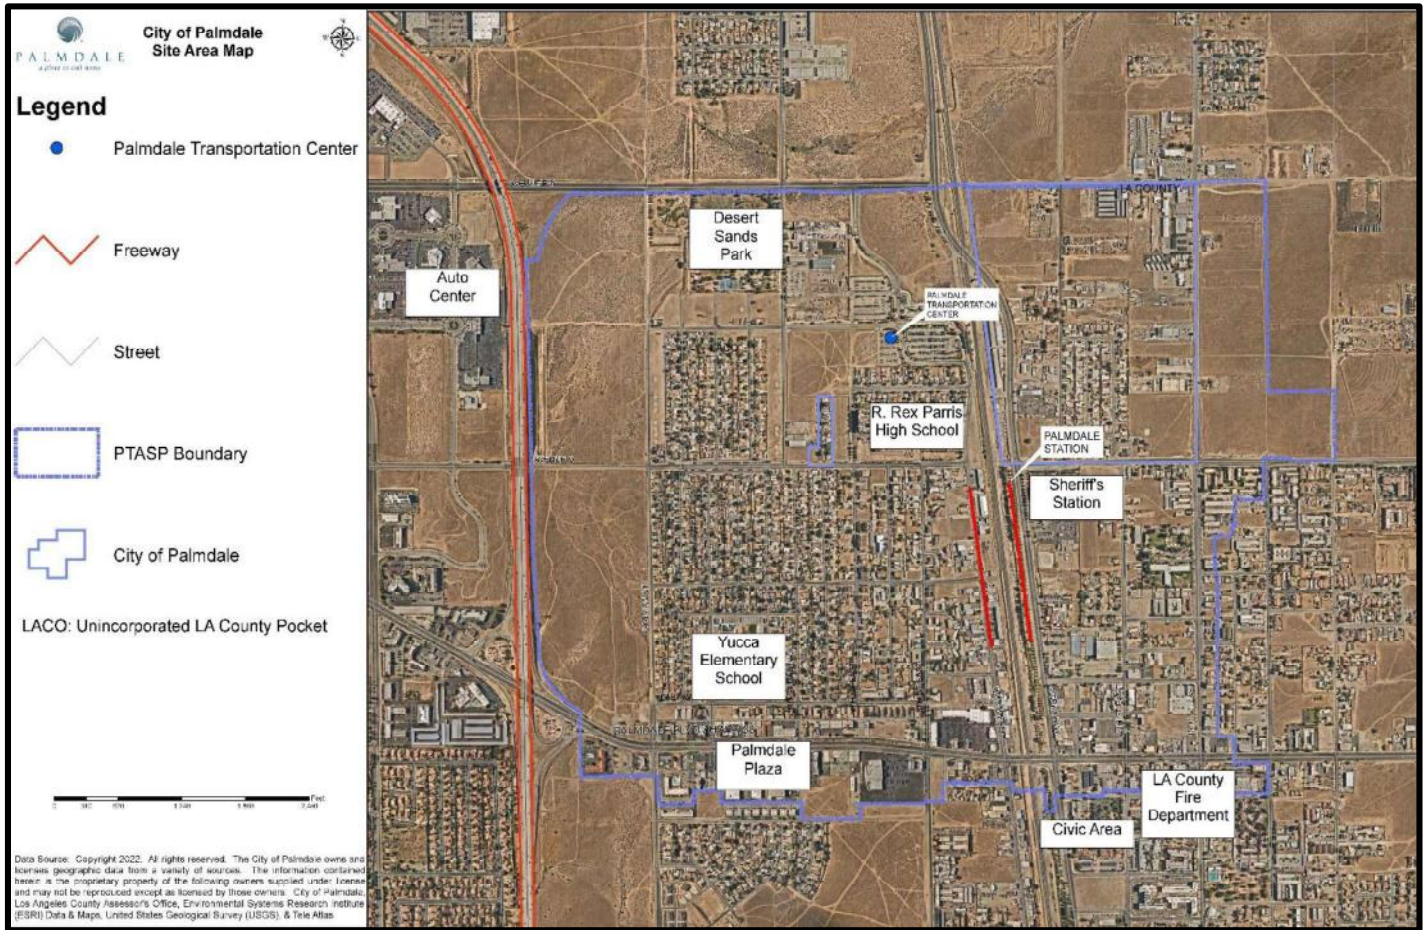 PALMDALE
a place to call home
City of Palmdale
Site Area Map
Legend
Palmdale Transportation Center
Freeway
Street
PTASP Boundary
City of Palmdale
LACO: Unincorporated LA County Pocket
Feet
Data Source: Copyright 2022. All rights reserved. The City of Palmdale owns and
licenses geographic data from a variety of sources. The information contained
herein is the proprietary property of the following owners supplied under license
and may not be reproduced except as licensed by those owners: City of Palmdale,
Los Angeles County Assessor's Office, Environmental Systems Research Institute
(ESRI) Data & Maps, United States Geological Survey (USGS), & Tele Atlas
LA COUNTY
Desert
Sands
Park
Auto
Center
PALMDALE
TRANSPORTATION
CENTER
R. Rex Parris
High School
PALMDALE
STATION
Sheriff's
Station
Yucca
Elementary
School
Palmdale
Plaza
LA County
Fire
Department
Civic Area